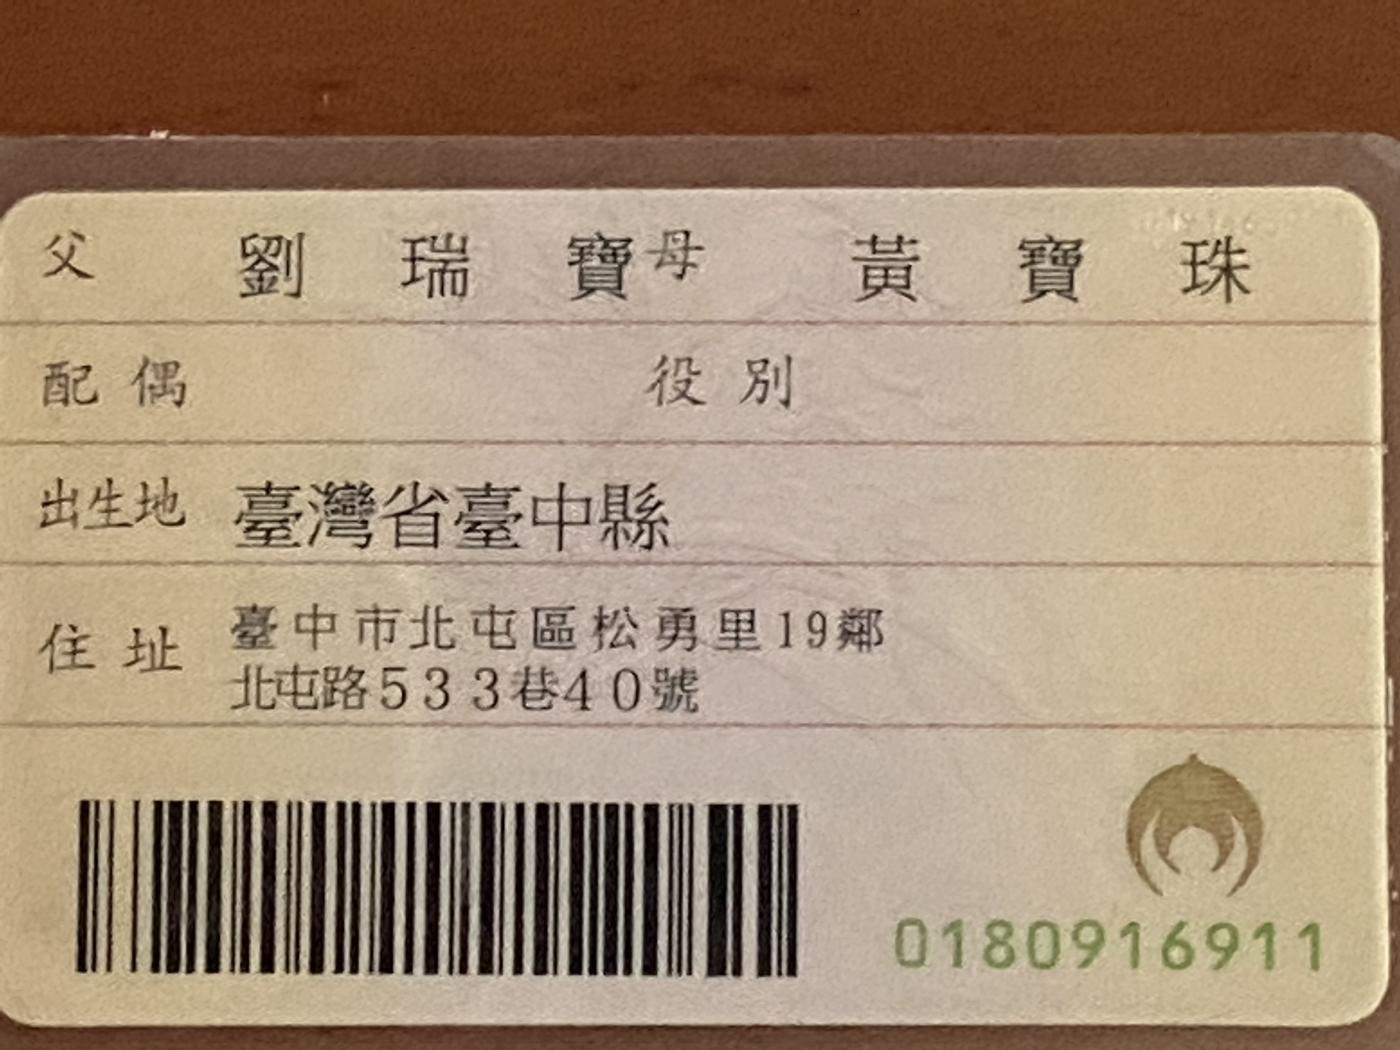 父 劉瑞寶 母 黃寶珠
配偶 役別
出生地 臺灣省臺中縣
住址 臺中市北屯區松勇里19鄰
北屯路533巷40號
0180916911